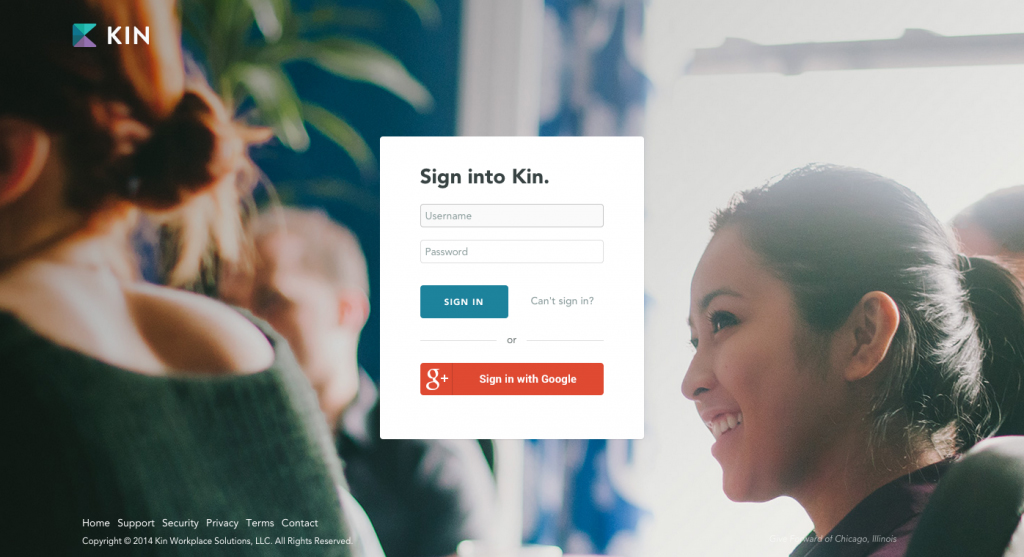 KIN
Sign into Kin.
Username
Password
SIGN IN
Can't sign in?
or
g+ Sign in with Google
Home Support Security Privacy Terms Contact
Copyright © 2014 Kin Workplace Solutions, LLC. All Rights Reserved.
Forward of Chicago, Illinois